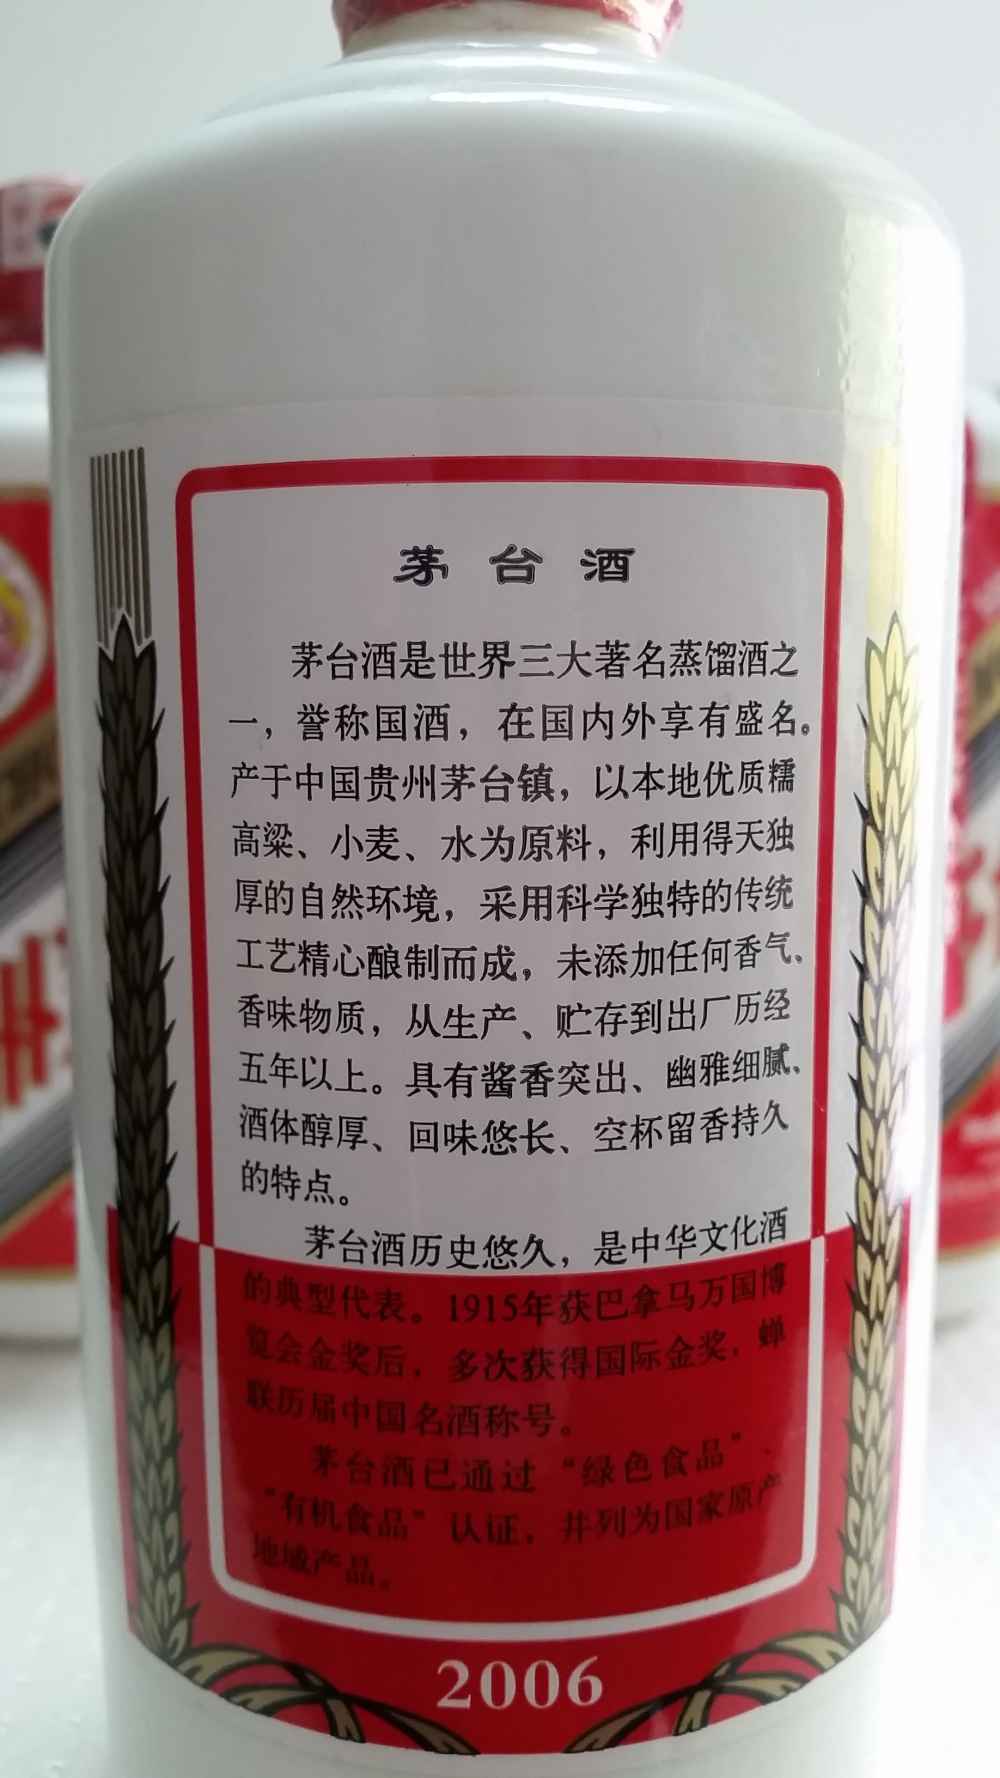 茅台酒
茅台酒是世界三大著名蒸馏酒之
一，誉称国酒，在国内外享有盛名。
产于中国贵州茅台镇，以本地优质糯
高粱、小麦、水为原料，利用得天独
厚的自然环境，采用科学独特的传统
工艺精心酿制而成，未添加任何香气、
香味物质，从生产、贮存到出厂历经
五年以上。具有酱香突出、幽雅细腻、
酒体醇厚、回味悠长、空杯留香持久
的特点。
茅台酒历史悠久，是中华文化酒
的典型代表。1915年获巴拿马万国博
览会金奖后，多次获得国际金奖，蝉
联历届中国名酒称号。
茅台酒已通过“绿色食品”、
“有机食品”认证，并列为国家原产
地域产品。
2006